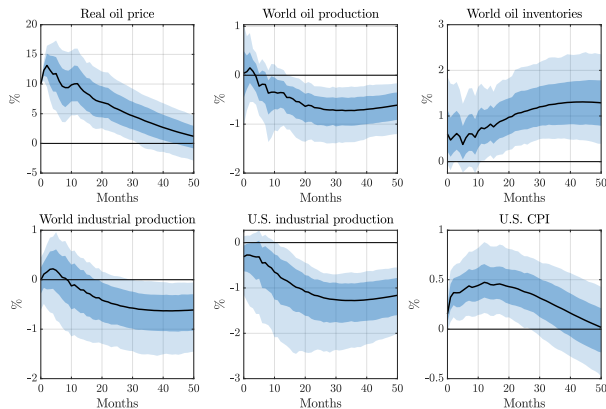 Real oil price
World oil production
World oil inventories
20
15
10
5
0
-5
%
0 10 20 30 40 50
Months
1
0
-1
-2
%
0 10 20 30 40 50
Months
3
2
1
0
%
0 10 20 30 40 50
Months
World industrial production
U.S. industrial production
U.S. CPI
1
0
-1
-2
%
0 10 20 30 40 50
Months
0
-1
-2
-3
%
0 10 20 30 40 50
Months
1
0.5
0
-0.5
%
0 10 20 30 40 50
Months